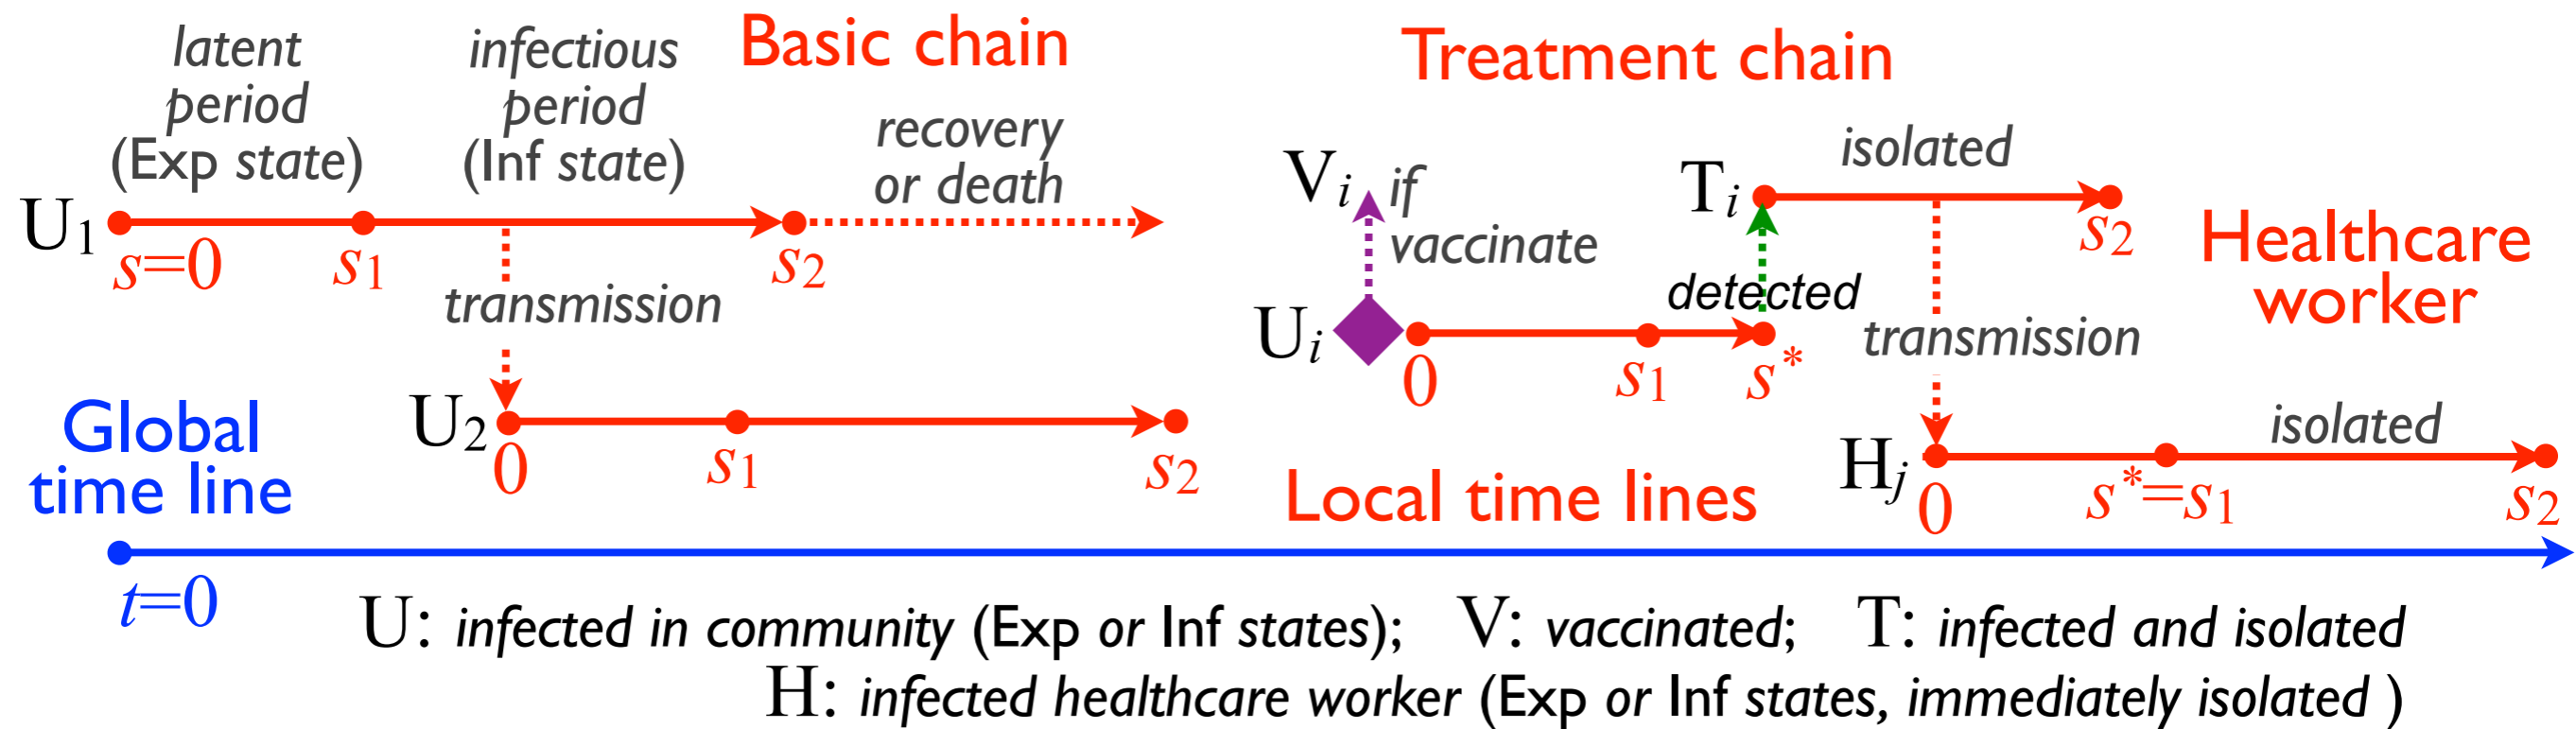 latent
period
(Exp state)
infectious
period
(Inf state)
Basic chain
recovery
or death
U1
s=0
s1
s2
transmission
U2
0
s1
s2
Treatment chain
Vi
if
vaccinate
Ti
isolated
s2
detected
Ui
0
s1
s*
transmission
Healthcare
worker
Hj
0
s*=s1
isolated
s2
Local time lines
Global
time line
t=0
U: infected in community (Exp or Inf states); V: vaccinated; T: infected and isolated
H: infected healthcare worker (Exp or Inf states, immediately isolated )